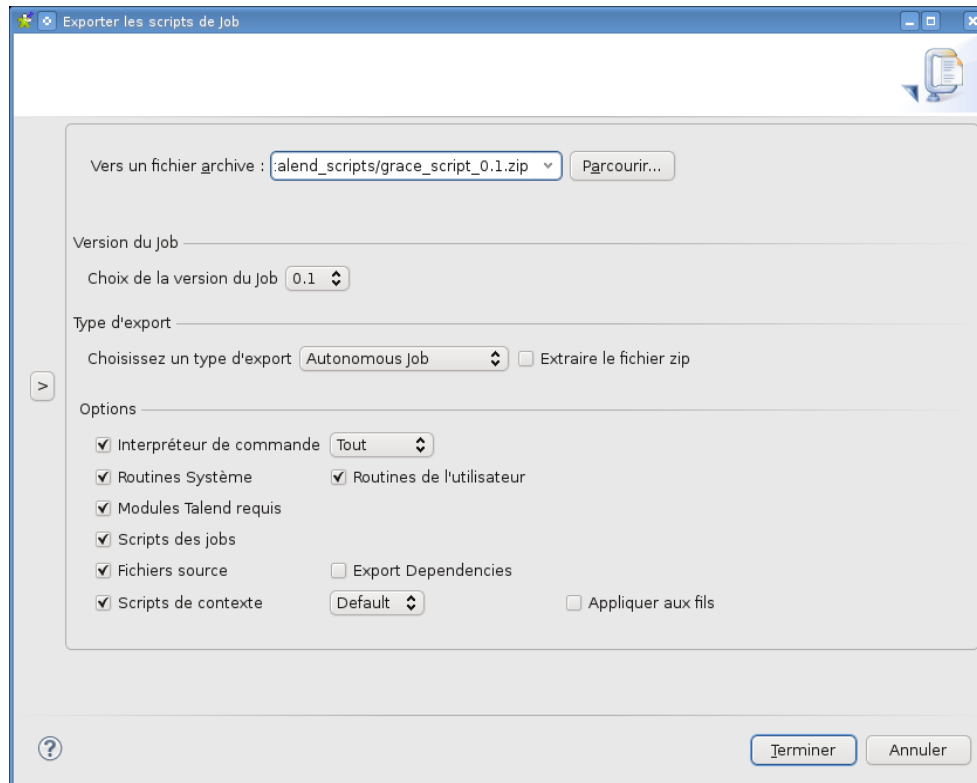 Exporter les scripts de Job
Vers un fichier archive : :alend_scripts/grace_script_0.1.zip Parcourir...
Version du Job
Choix de la version du Job 0.1
Type d'export
Choisissez un type d'export Autonomous Job Extraire le fichier zip
>
Options
Interpréteur de commande Tout
Routines Système Routines de l'utilisateur
Modules Talend requis
Scripts des jobs
Fichiers source Export Dependencies
Scripts de contexte Default Appliquer aux fils
? Terminer Annuler